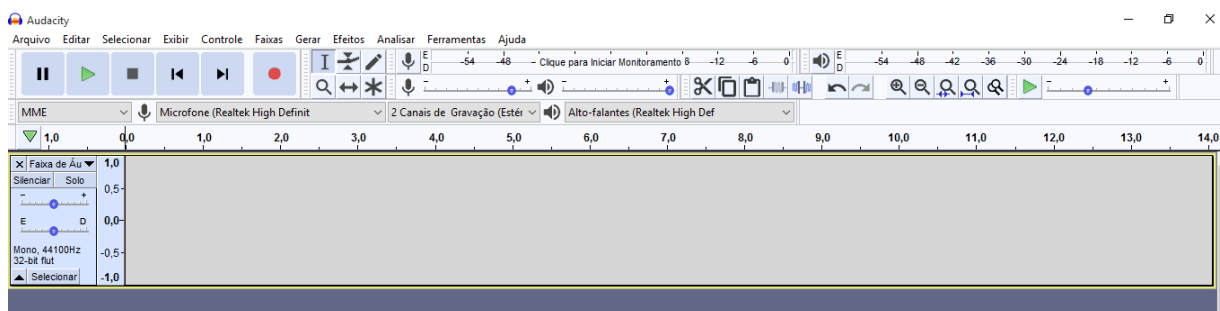 Audacity
Arquivo Editar Selecionar Exibir Controle Faixas Gerar Efeitos Analisar Ferramentas Ajuda
E D -54 -48 - Clique para Iniciar Monitoramento 8 -12 -6 0 E D -54 -48 -42 -36 -30 -24 -18 -12 -6 0
MME Microfone (Realtek High Definit 2 Canais de Gravação (Estér Alto-falantes (Realtek High Def
1,0 0,0 1,0 2,0 3,0 4,0 5,0 6,0 7,0 8,0 9,0 10,0 11,0 12,0 13,0 14,0
X Faixa de Áu 1,0
Silenciar Solo
0,5
- +
E D 0,0
Mono, 44100Hz -0,5
32-bit flut
Selecionar -1,0